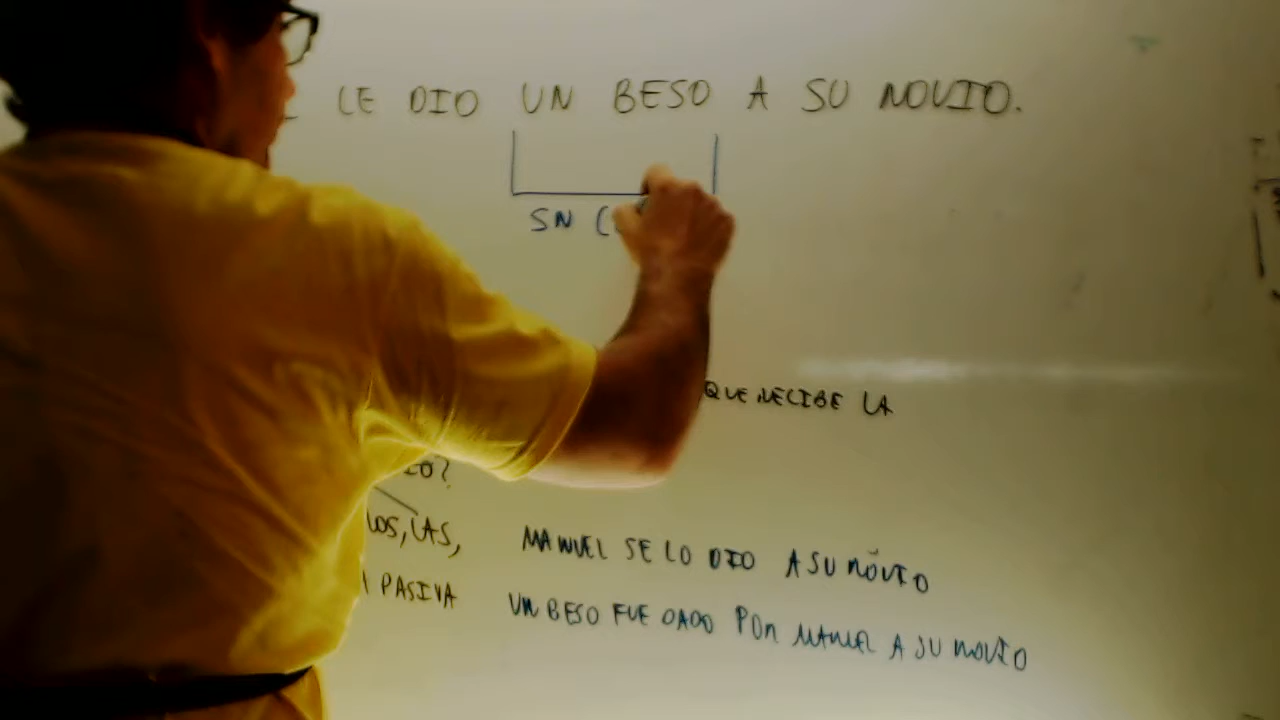 LE DIO UN BESO A SU NOVIO.
SN (
QUE RECIBE LA
LOS, LAS,
MANUEL SE LO DIO A SU NOVIO
PASIVA
UN BESO FUE DADO POR MANUEL A SU NOVIO